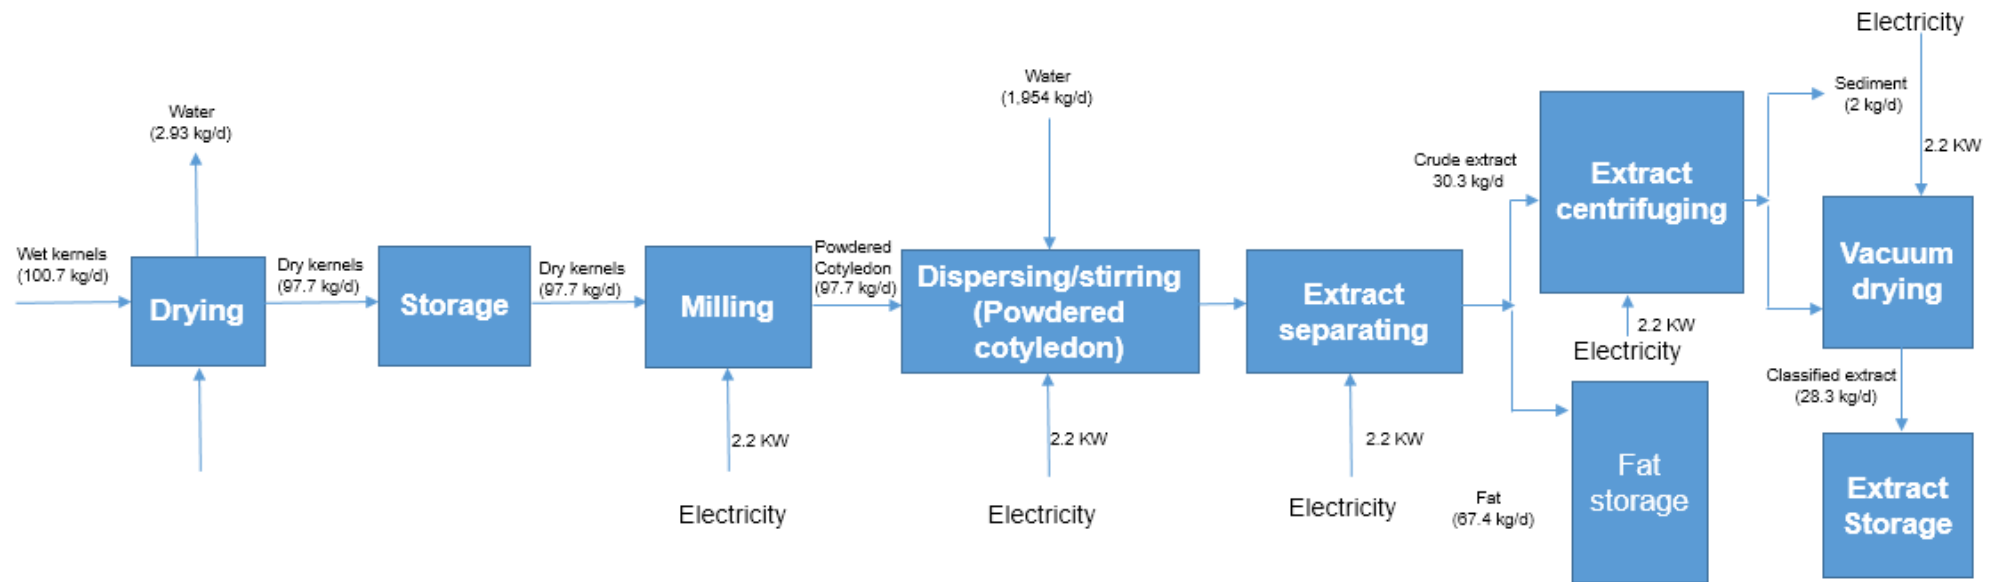 Electricity
Water
(1,954 kg/d)
Sediment
(2 kg/d)
Water
(2.93 kg/d)
2.2 KW
Crude extract
30.3 kg/d
Extract
centrifuging
Wet kernels
(100.7 kg/d)
Drying
Dry kernels
(97.7 kg/d)
Storage
Dry kernels
(97.7 kg/d)
Milling
Powdered
Cotyledon
(97.7 kg/d)
Dispersing/stirring
(Powdered
cotyledon)
Extract
separating
Vacuum
drying
2.2 KW
Electricity
Classified extract
(28.3 kg/d)
2.2 KW
2.2 KW
2.2 KW
Electricity
Electricity
Electricity
Fat
(67.4 kg/d)
Fat
storage
Extract
Storage